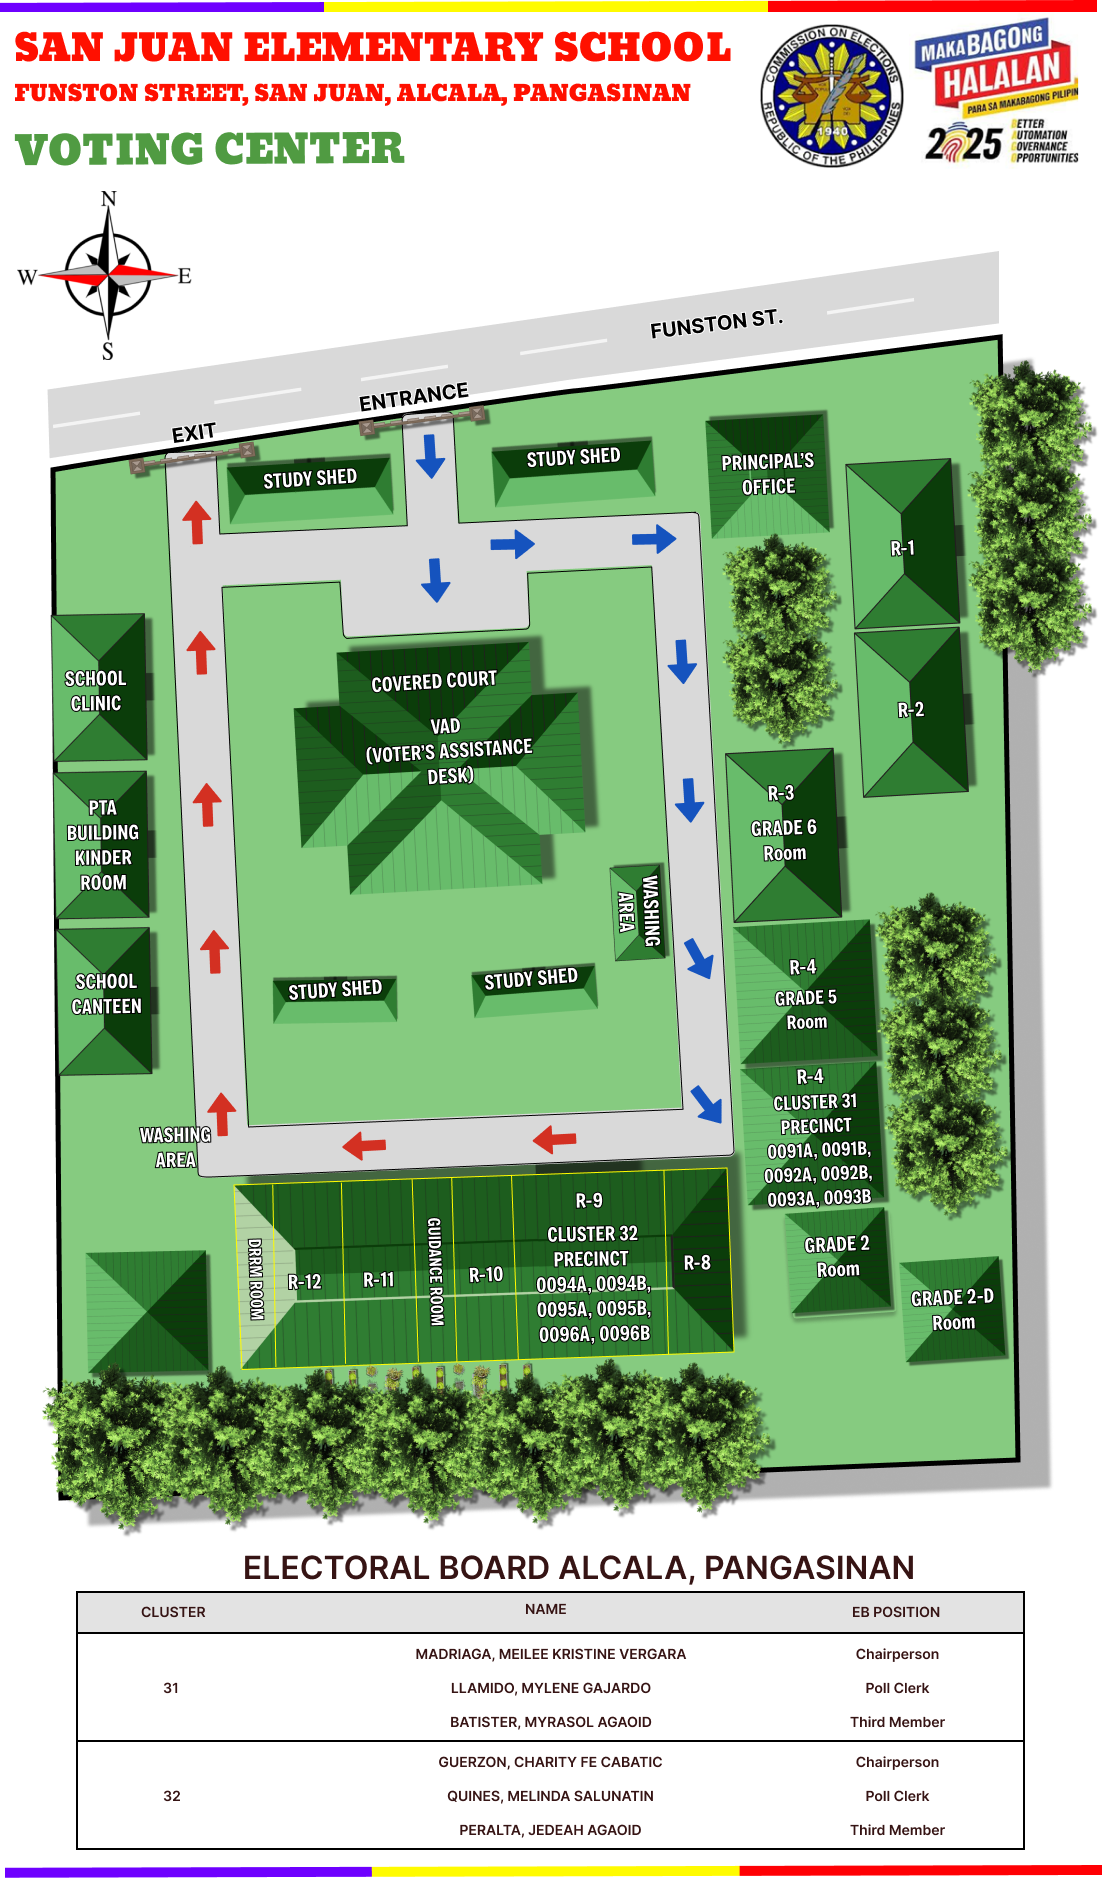 SAN JUAN ELEMENTARY SCHOOL
FUNSTON STREET, SAN JUAN, ALCALA, PANGASINAN
VOTING CENTER
COMMISSION ON ELECTIONS
1940
REPUBLIC OF THE PHILIPPINES
MAKABAGONG
HALALAN
PARA SA MAKABAGONG PILIPIN
2025
BETTER
AUTOMATION
GOVERNANCE
OPPORTUNITIES
N
W
E
S
FUNSTON ST.
ENTRANCE
EXIT
STUDY SHED
STUDY SHED
PRINCIPAL'S
OFFICE
R-1
R-2
SCHOOL
CLINIC
COVERED COURT
VAD
(VOTER'S ASSISTANCE
DESK)
PTA
BUILDING
KINDER
ROOM
R-3
GRADE 6
Room
WASHING
AREA
SCHOOL
CANTEEN
STUDY SHED
STUDY SHED
R-4
GRADE 5
Room
R-4
CLUSTER 31
PRECINCT
0091A, 0091B,
0092A, 0092B,
0093A, 0093B
WASHING
AREA
DRRM ROOM
R-12
R-11
GUIDANCE ROOM
R-10
R-9
CLUSTER 32
PRECINCT
0094A, 0094B,
0095A, 0095B,
0096A, 0096B
R-8
GRADE 2
Room
GRADE 2-D
Room
ELECTORAL BOARD ALCALA, PANGASINAN
CLUSTER NAME EB POSITION
MADRIAGA, MEILEE KRISTINE VERGARA Chairperson
31 LLAMIDO, MYLENE GAJARDO Poll Clerk
BATISTER, MYRASOL AGAOID Third Member
GUERZON, CHARITY FE CABATIC Chairperson
32 QUINES, MELINDA SALUNATIN Poll Clerk
PERALTA, JEDEAH AGAOID Third Member